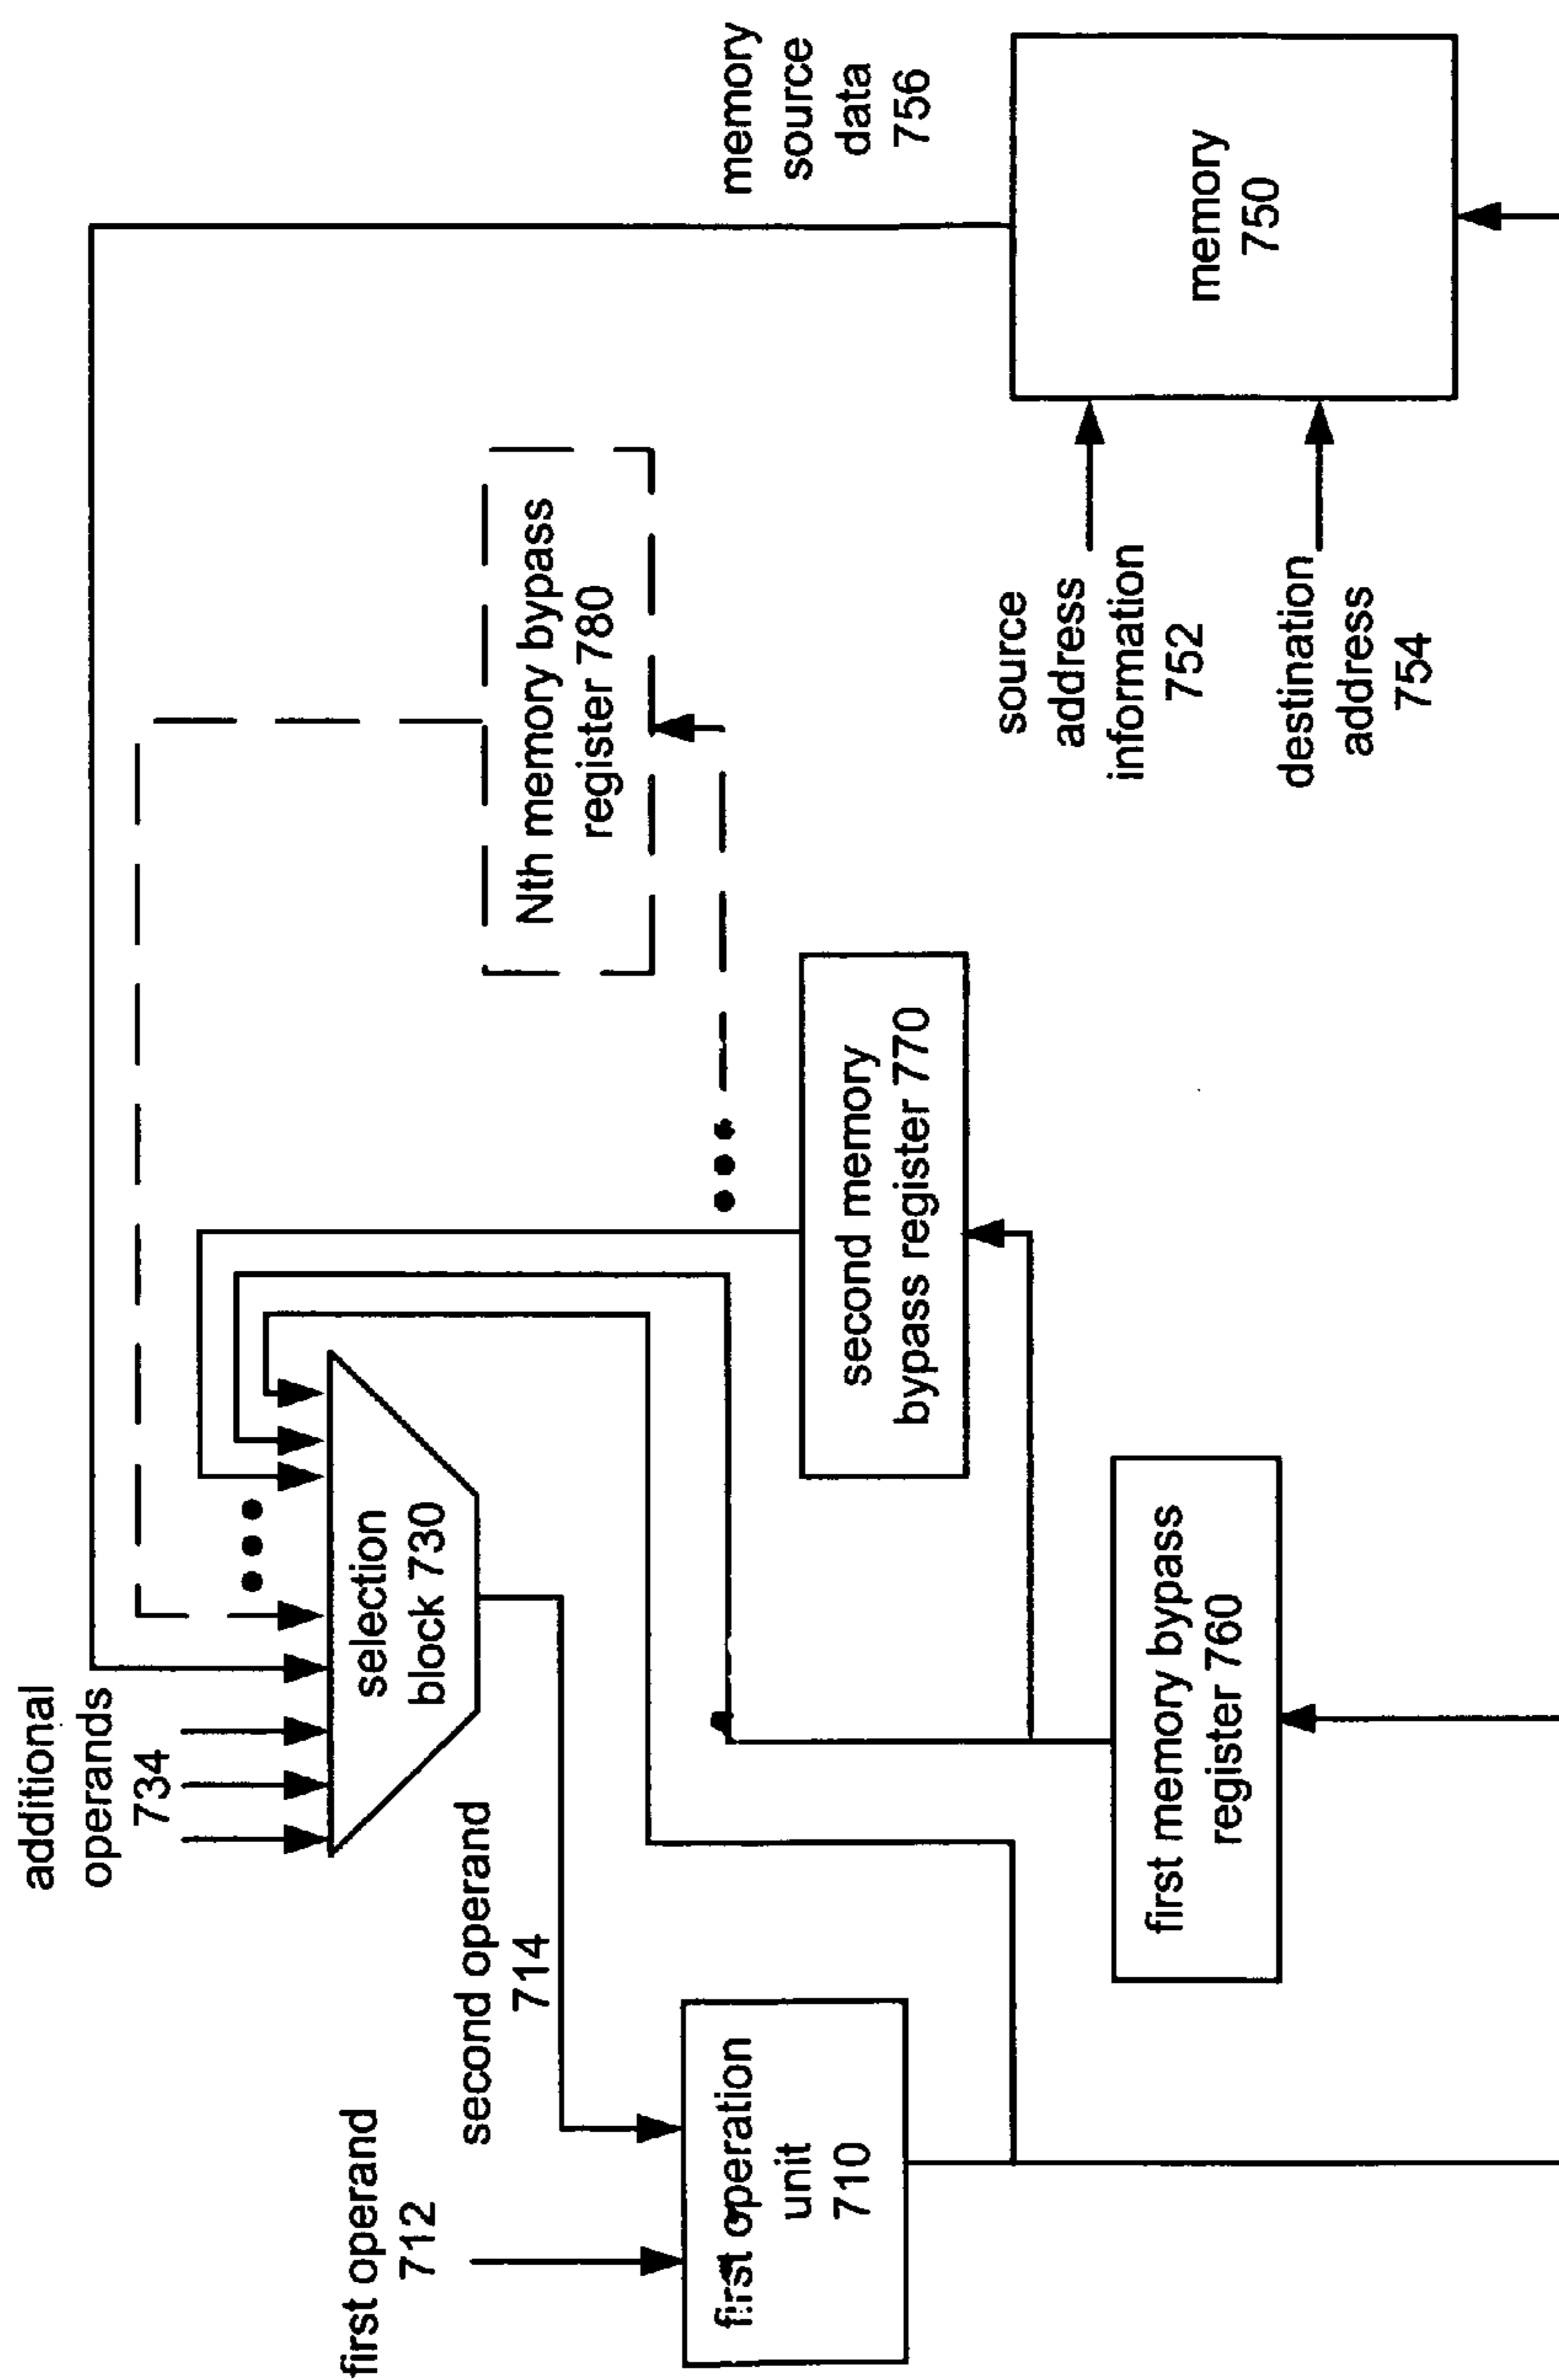 first operand
712
second operand
714
additional
operands
734
selection
block 730
first operation
unit
710
first memory bypass
register 760
second memory
bypass register 770
Nth memory bypass
register 780
memory
source
data
756
source
address
information
752
destination
address
754
memory
750